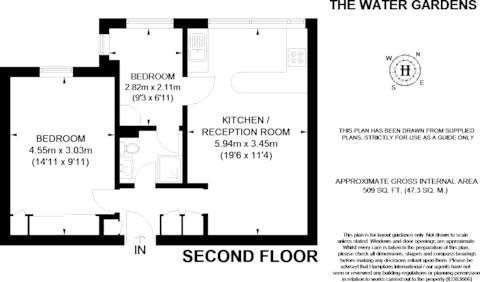 THE WATER GARDENS
BEDROOM
2.82m x 2.11m
(9'3 x 6'11)
BEDROOM
4.55m x 3.03m
(14'11 x 9'11)
KITCHEN /
RECEPTION ROOM
5.94m x 3.45m
(19'6 x 11'4)
IN
SECOND FLOOR
N
W
H
E
S
THIS PLAN HAS BEEN DRAWN FROM SUPPLIED
PLANS, STRICTLY FOR USE AS A GUIDE ONLY
APPROXIMATE GROSS INTERNAL AREA
509 SQ. FT. (47.3 SQ. M.)
This plan is for layout guidance only. Not drawn to scale
unless stated. Windows and door openings are approximate.
Whilst every care is taken in the preparation of this plan,
please check all dimensions, shapes and compass bearings
before making any decisions reliant upon them. Please be
advised that Hamptons International / our agents have not
seen or reviewed any building regulations or planning permission
in relation to works carried out to the property (ID383666)